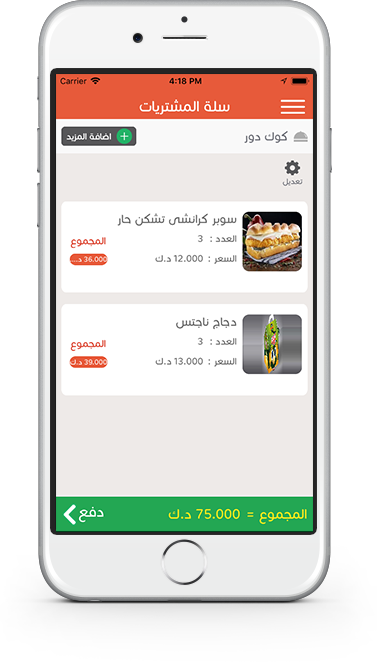 Carrier 4:18 PM
سلة المشتريات
كوك دور
اضافة المزيد
تعديل
سوبر كرانشى تشكن حار
العدد : 3
المجموع
السعر : 12.000 د.ك
36.000 د...
دجاج ناجتس
العدد : 3
المجموع
السعر : 13.000 د.ك
39.000 د.ك
المجموع = 75.000 د.ك
دفع